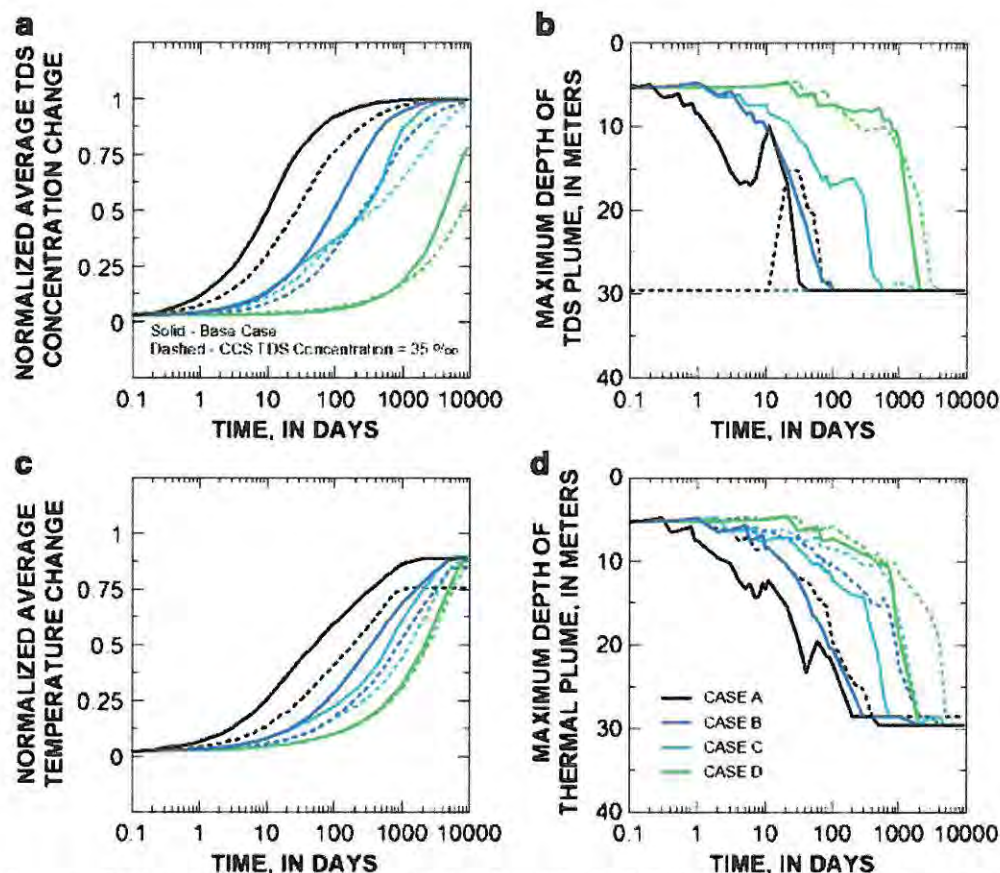 a
NORMALIZED AVERAGE TDS
CONCENTRATION CHANGE
1
0.75
0.5
0.25
0
Solid - Base Case
Dashed - CCS TDS Concentration = 35 ‰
0.1 1 10 100 1000 10000
TIME, IN DAYS
b
MAXIMUM DEPTH OF
TDS PLUME, IN METERS
0
10
20
30
40
0.1 1 10 100 1000 10000
TIME, IN DAYS
c
NORMALIZED AVERAGE
TEMPERATURE CHANGE
1
0.75
0.5
0.25
0
0.1 1 10 100 1000 10000
TIME, IN DAYS
d
MAXIMUM DEPTH OF
THERMAL PLUME, IN METERS
0
10
20
30
40
CASE A
CASE B
CASE C
CASE D
0.1 1 10 100 1000 10000
TIME, IN DAYS